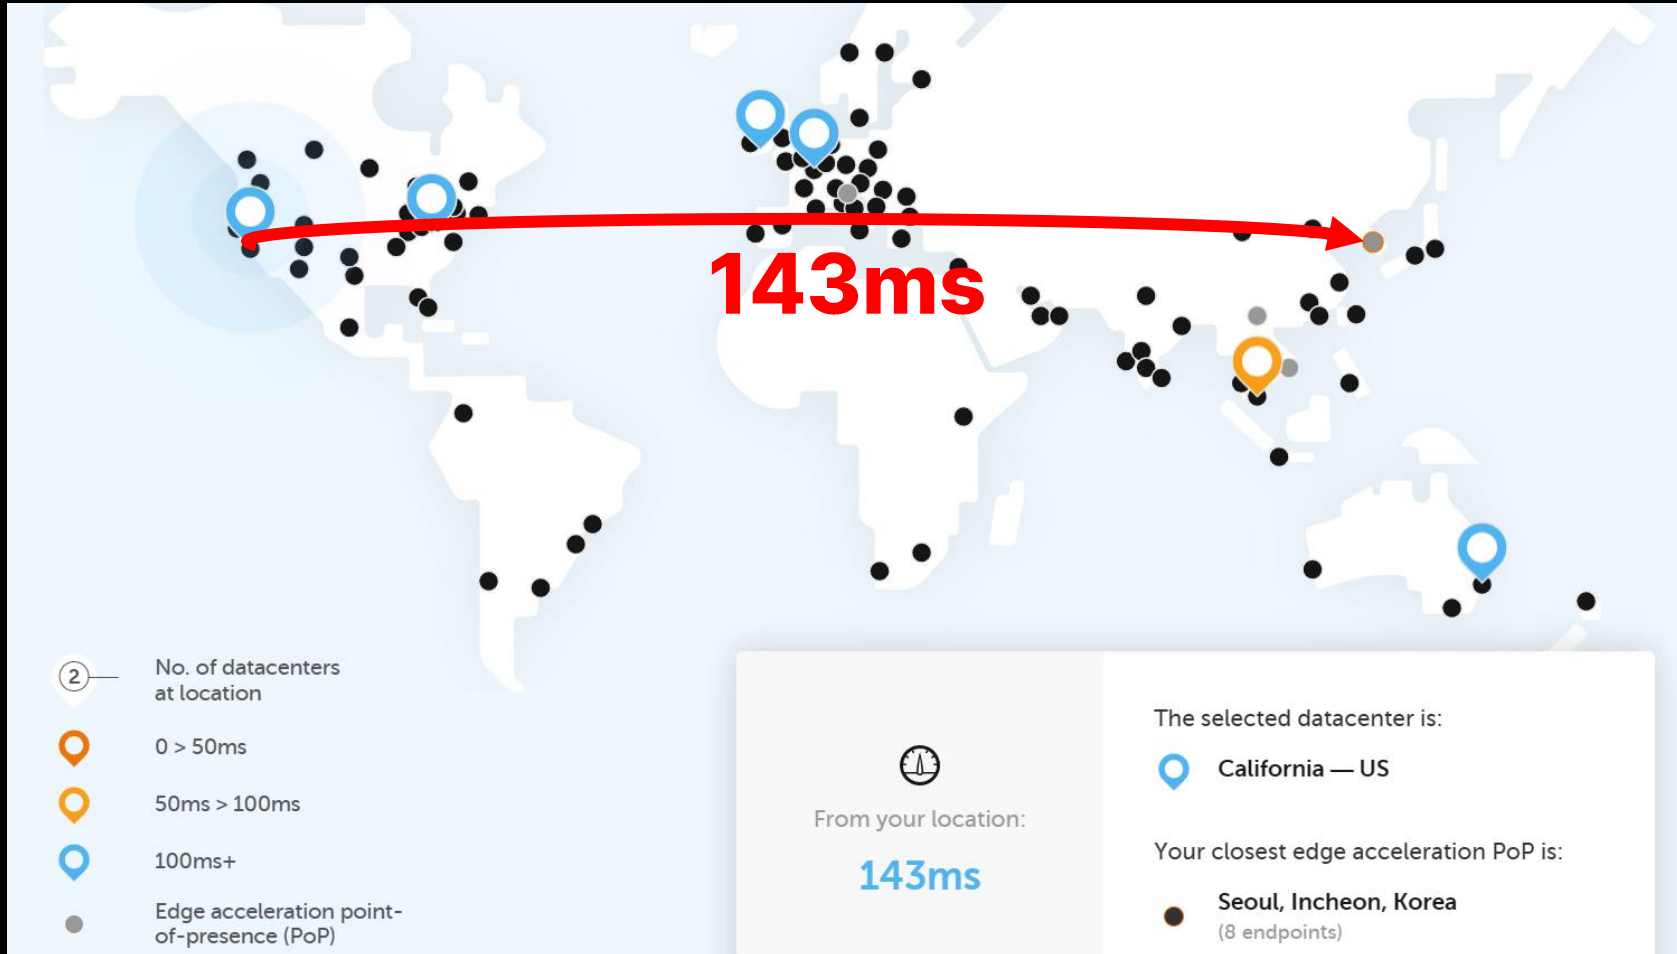 143ms
2
No. of datacenters
at location
0 > 50ms
50ms > 100ms
100ms+
Edge acceleration point-
of-presence (PoP)
From your location:
143ms
The selected datacenter is:
California — US
Your closest edge acceleration PoP is:
Seoul, Incheon, Korea
(8 endpoints)